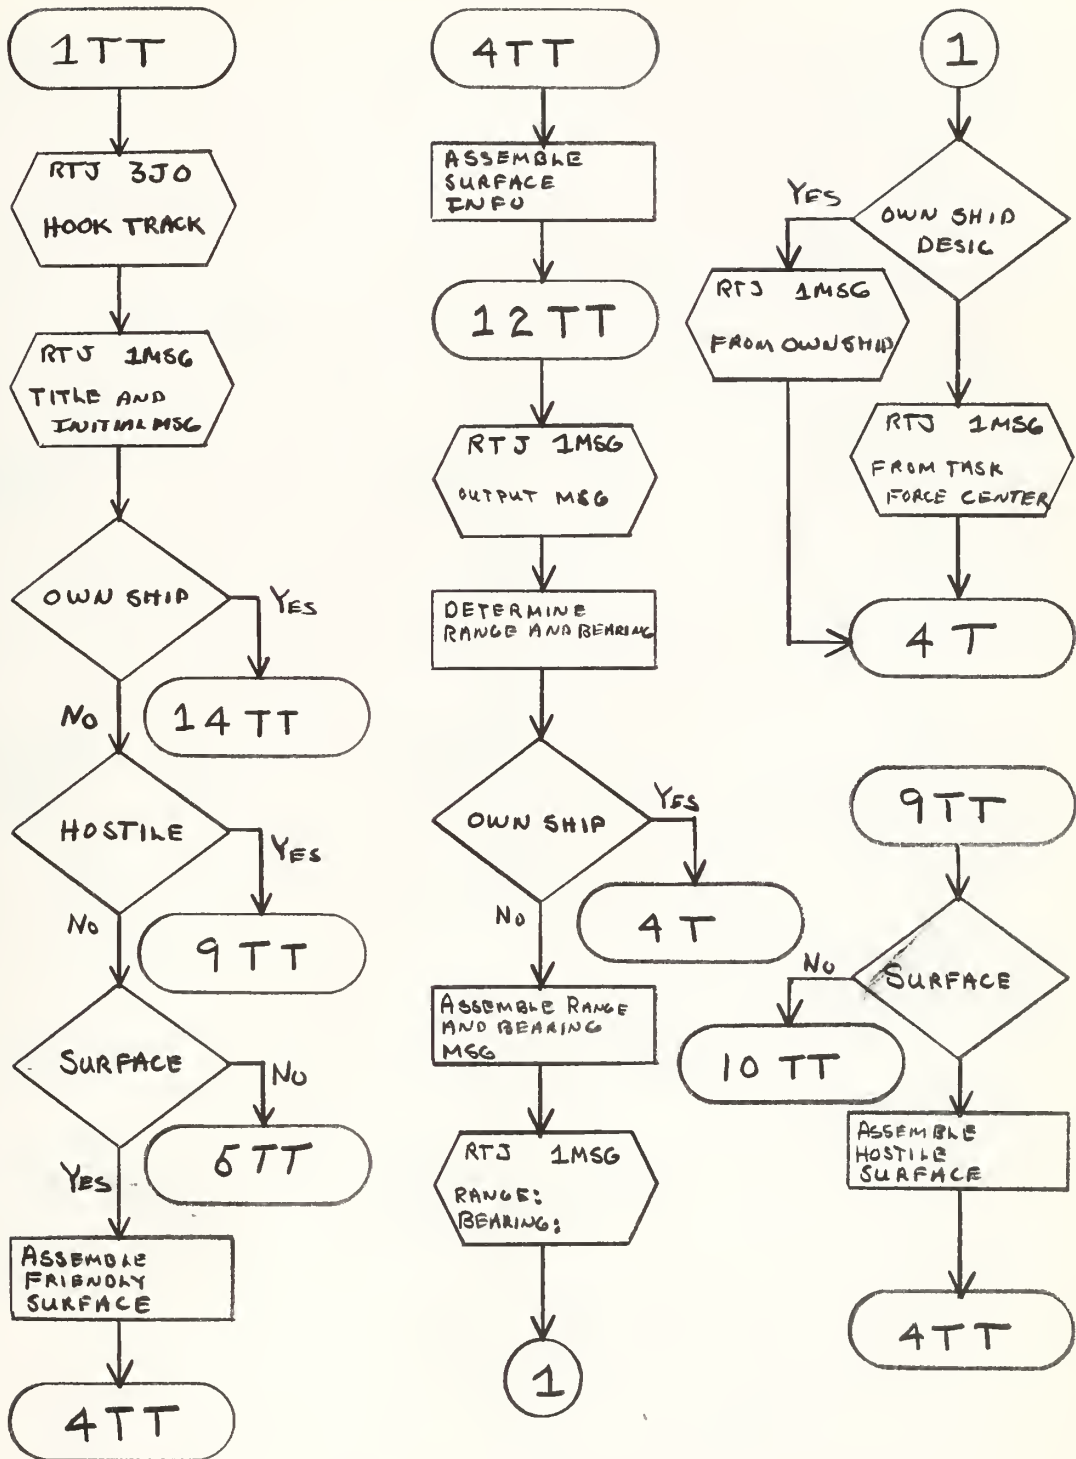 1TT
RTJ 3JO
HOOK TRACK
RTJ 1MSG
TITLE AND
INITIAL MSG
OWN SHIP
YES
14 TT
NO
HOSTILE
YES
9 TT
NO
SURFACE
NO
5TT
YES
ASSEMBLE
FRIENDLY
SURFACE
4TT
4TT
ASSEMBLE
SURFACE
INFO
12TT
RTJ 1MSG
OUTPUT MSG
DETERMINE
RANGE AND BEARING
OWN SHIP
YES
4 T
NO
ASSEMBLE RANGE
AND BEARING
MSG
RTJ 1MSG
RANGE:
BEARING:
1
1
OWN SHIP
DESIG
YES
RTJ 1MSG
FROM OWNSHIP
RTJ 1MSG
FROM TASK
FORCE CENTER
4 T
9TT
SURFACE
NO
10 TT
ASSEMBLE
HOSTILE
SURFACE
4TT